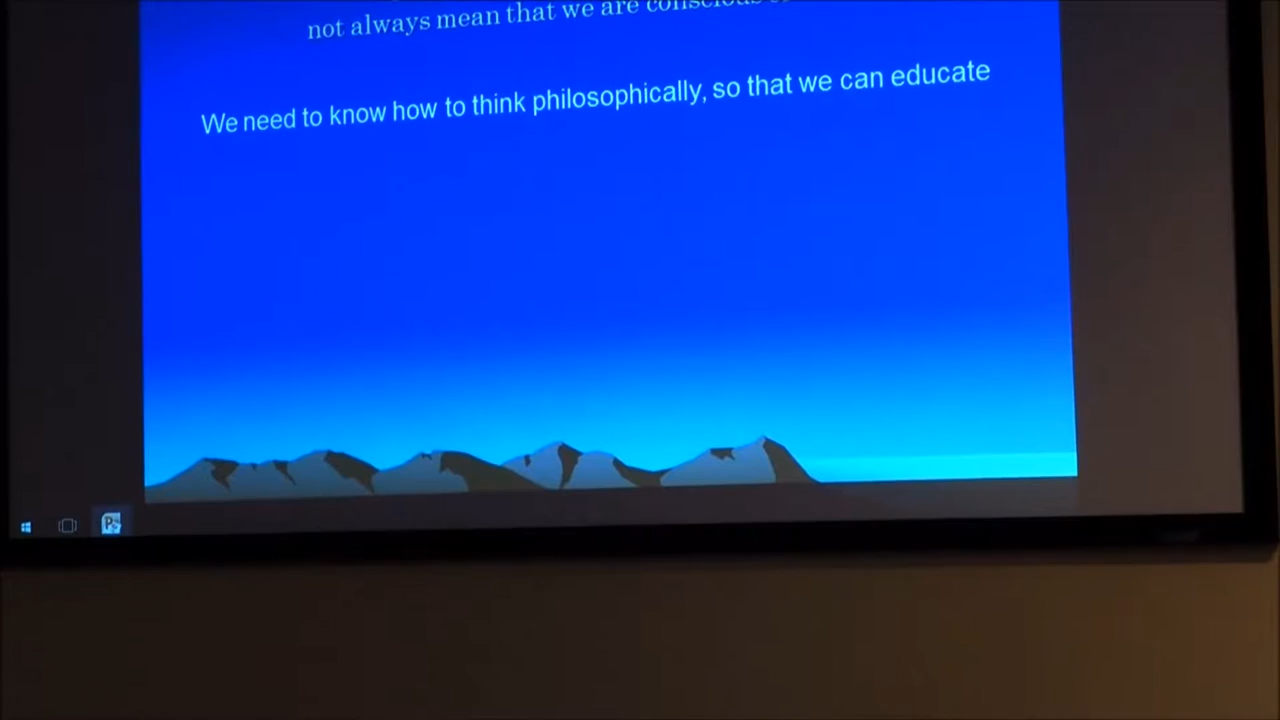 not always mean that we are conscious
We need to know how to think philosophically, so that we can educate